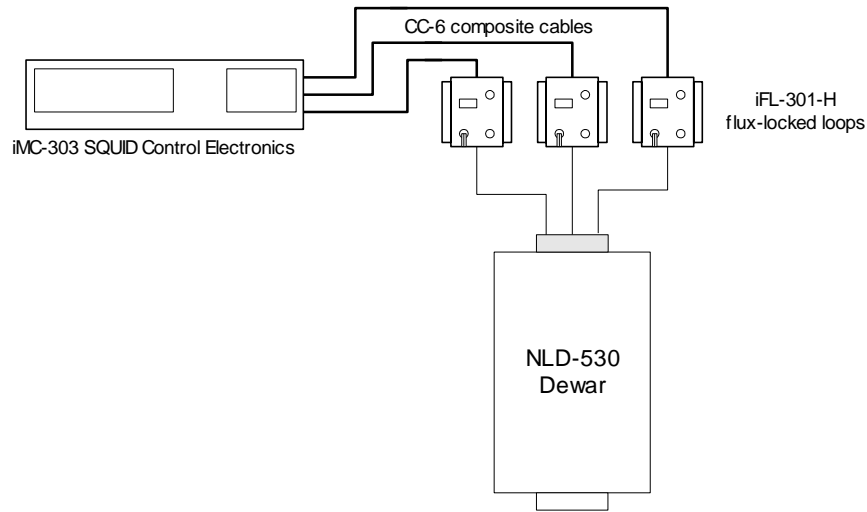 CC-6 composite cables
iFL-301-H
flux-locked loops
iMC-303 SQUID Control Electronics
NLD-530
Dewar